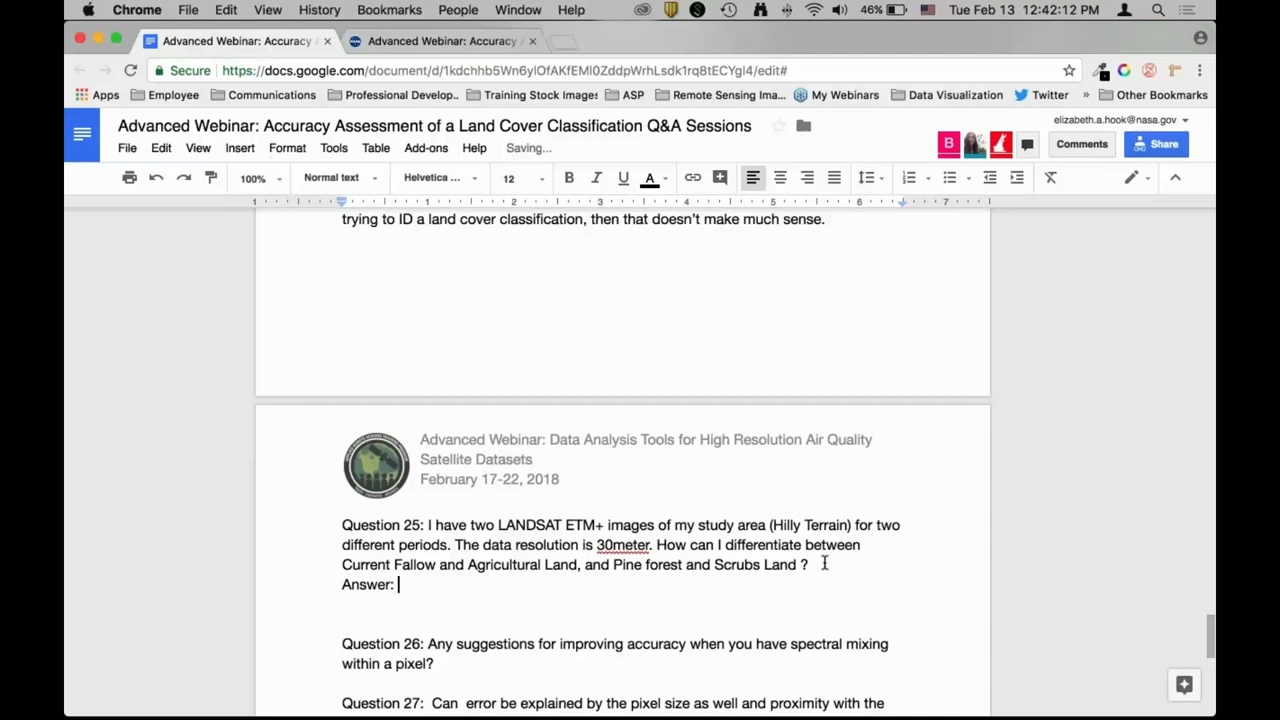 Chrome File Edit View History Bookmarks People Window Help 46% Tue Feb 13 12:42:12 PM
Advanced Webinar: Accuracy × Advanced Webinar: Accuracy ×
Secure https://docs.google.com/document/d/1kdchhb5Wn6ylOfAKfEMl0ZddpWrhLsdk1rq8tECYgl4/edit#
Apps Employee Communications Professional Develop... Training Stock Images ASP Remote Sensing Ima... My Webinars Data Visualization Twitter » Other Bookmarks
Advanced Webinar: Accuracy Assessment of a Land Cover Classification Q&A Sessions
elizabeth.a.hook@nasa.gov
File Edit View Insert Format Tools Table Add-ons Help Saving...
B Comments Share
100% Normal text Helvetica ... 12 B I U A
1 1 2 3 4 5 6 7
trying to ID a land cover classification, then that doesn't make much sense.
Advanced Webinar: Data Analysis Tools for High Resolution Air Quality
Satellite Datasets
February 17-22, 2018
Question 25: I have two LANDSAT ETM+ images of my study area (Hilly Terrain) for two
different periods. The data resolution is 30meter. How can I differentiate between
Current Fallow and Agricultural Land, and Pine forest and Scrubs Land ?
Answer:
Question 26: Any suggestions for improving accuracy when you have spectral mixing
within a pixel?
Question 27: Can error be explained by the pixel size as well and proximity with the